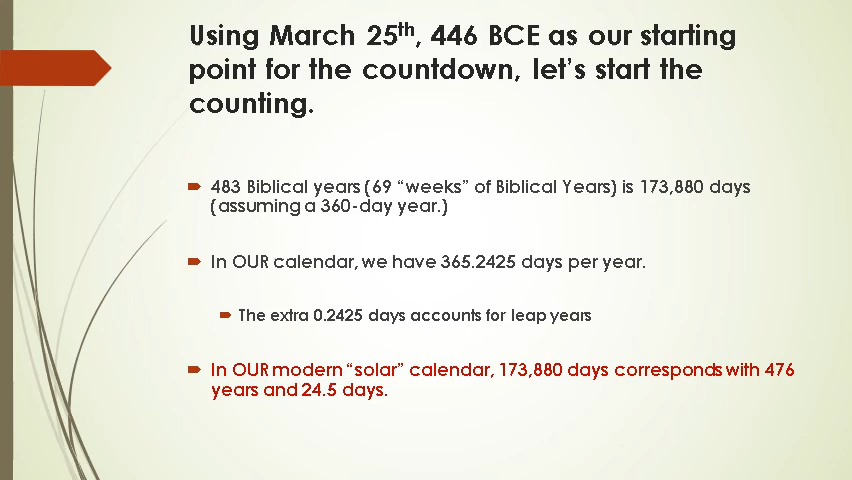 Using March 25th, 446 BCE as our starting
point for the countdown, let's start the
counting.
483 Biblical years (69 "weeks" of Biblical Years) is 173,880 days
(assuming a 360-day year.)
In OUR calendar, we have 365.2425 days per year.
The extra 0.2425 days accounts for leap years
In OUR modern "solar" calendar, 173,880 days corresponds with 476
years and 24.5 days.